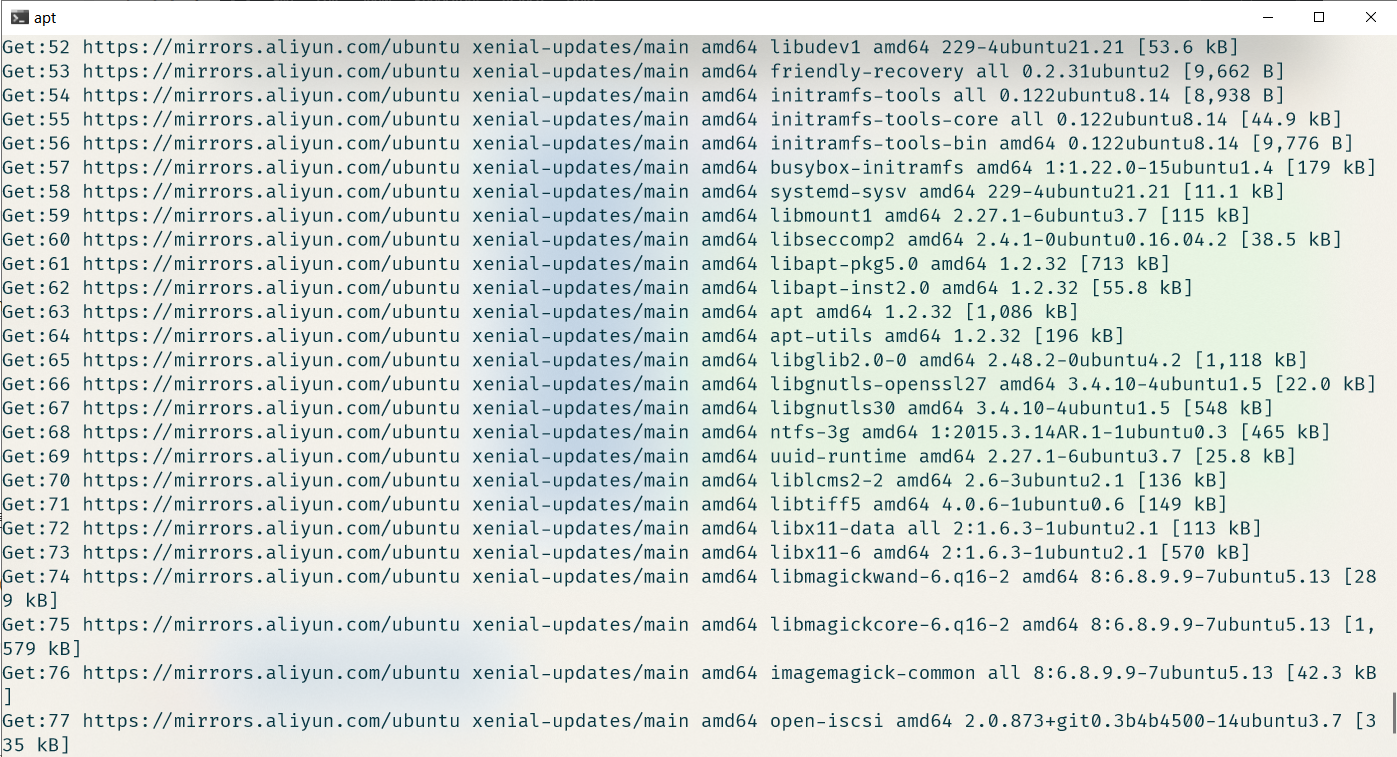 apt
Get:52 https://mirrors.aliyun.com/ubuntu xenial-updates/main amd64 libudev1 amd64 229-4ubuntu21.21 [53.6 kB]
Get:53 https://mirrors.aliyun.com/ubuntu xenial-updates/main amd64 friendly-recovery all 0.2.31ubuntu2 [9,662 B]
Get:54 https://mirrors.aliyun.com/ubuntu xenial-updates/main amd64 initramfs-tools all 0.122ubuntu8.14 [8,938 B]
Get:55 https://mirrors.aliyun.com/ubuntu xenial-updates/main amd64 initramfs-tools-core all 0.122ubuntu8.14 [44.9 kB]
Get:56 https://mirrors.aliyun.com/ubuntu xenial-updates/main amd64 initramfs-tools-bin amd64 0.122ubuntu8.14 [9,776 B]
Get:57 https://mirrors.aliyun.com/ubuntu xenial-updates/main amd64 busybox-initramfs amd64 1:1.22.0-15ubuntu1.4 [179 kB]
Get:58 https://mirrors.aliyun.com/ubuntu xenial-updates/main amd64 systemd-sysv amd64 229-4ubuntu21.21 [11.1 kB]
Get:59 https://mirrors.aliyun.com/ubuntu xenial-updates/main amd64 libmount1 amd64 2.27.1-6ubuntu3.7 [115 kB]
Get:60 https://mirrors.aliyun.com/ubuntu xenial-updates/main amd64 libseccomp2 amd64 2.4.1-0ubuntu0.16.04.2 [38.5 kB]
Get:61 https://mirrors.aliyun.com/ubuntu xenial-updates/main amd64 libapt-pkg5.0 amd64 1.2.32 [713 kB]
Get:62 https://mirrors.aliyun.com/ubuntu xenial-updates/main amd64 libapt-inst2.0 amd64 1.2.32 [55.8 kB]
Get:63 https://mirrors.aliyun.com/ubuntu xenial-updates/main amd64 apt amd64 1.2.32 [1,086 kB]
Get:64 https://mirrors.aliyun.com/ubuntu xenial-updates/main amd64 apt-utils amd64 1.2.32 [196 kB]
Get:65 https://mirrors.aliyun.com/ubuntu xenial-updates/main amd64 libglib2.0-0 amd64 2.48.2-0ubuntu4.2 [1,118 kB]
Get:66 https://mirrors.aliyun.com/ubuntu xenial-updates/main amd64 libgnutls-openssl27 amd64 3.4.10-4ubuntu1.5 [22.0 kB]
Get:67 https://mirrors.aliyun.com/ubuntu xenial-updates/main amd64 libgnutls30 amd64 3.4.10-4ubuntu1.5 [548 kB]
Get:68 https://mirrors.aliyun.com/ubuntu xenial-updates/main amd64 ntfs-3g amd64 1:2015.3.14AR.1-1ubuntu0.3 [465 kB]
Get:69 https://mirrors.aliyun.com/ubuntu xenial-updates/main amd64 uuid-runtime amd64 2.27.1-6ubuntu3.7 [25.8 kB]
Get:70 https://mirrors.aliyun.com/ubuntu xenial-updates/main amd64 liblcms2-2 amd64 2.6-3ubuntu2.1 [136 kB]
Get:71 https://mirrors.aliyun.com/ubuntu xenial-updates/main amd64 libtiff5 amd64 4.0.6-1ubuntu0.6 [149 kB]
Get:72 https://mirrors.aliyun.com/ubuntu xenial-updates/main amd64 libx11-data all 2:1.6.3-1ubuntu2.1 [113 kB]
Get:73 https://mirrors.aliyun.com/ubuntu xenial-updates/main amd64 libx11-6 amd64 2:1.6.3-1ubuntu2.1 [570 kB]
Get:74 https://mirrors.aliyun.com/ubuntu xenial-updates/main amd64 libmagickwand-6.q16-2 amd64 8:6.8.9.9-7ubuntu5.13 [28
9 kB]
Get:75 https://mirrors.aliyun.com/ubuntu xenial-updates/main amd64 libmagickcore-6.q16-2 amd64 8:6.8.9.9-7ubuntu5.13 [1,
579 kB]
Get:76 https://mirrors.aliyun.com/ubuntu xenial-updates/main amd64 imagemagick-common all 8:6.8.9.9-7ubuntu5.13 [42.3 kB
]
Get:77 https://mirrors.aliyun.com/ubuntu xenial-updates/main amd64 open-iscsi amd64 2.0.873+git0.3b4b4500-14ubuntu3.7 [3
35 kB]